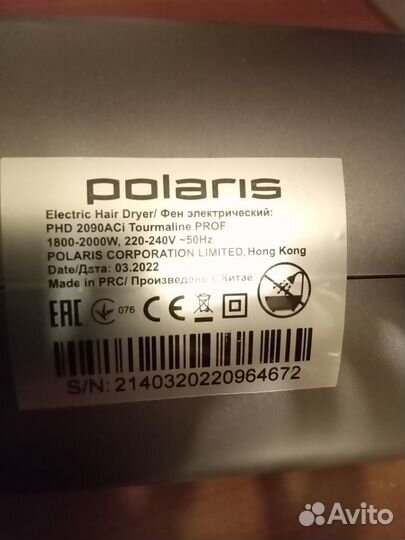 polaris
Electric Hair Dryer/ Фен электрический:
PHD 2090ACi Tourmaline PROF
1800-2000W, 220-240V ~50Hz
POLARIS CORPORATION LIMITED, Hong Kong
Date/Дата: 03.2022
Made in PRC/ Произведено в Китае
EAC 076 CE
S/N: 2140320220964672
Avito